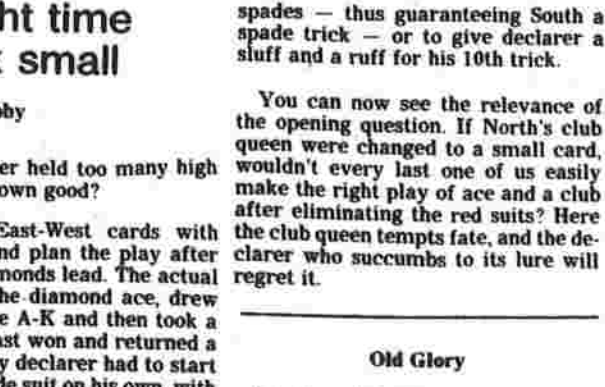 ht time
small
by
er held too many high
own good?
East-West cards with
nd plan the play after
monds lead. The actual
he diamond ace, drew
e A-K and then took a
ast won and returned a
y declarer had to start
de suit on his own, with
spades — thus guaranteeing South a
spade trick — or to give declarer a
sluff and a ruff for his 10th trick.
You can now see the relevance of
the opening question. If North's club
queen were changed to a small card,
wouldn't every last one of us easily
make the right play of ace and a club
after eliminating the red suits? Here
the club queen tempts fate, and the de-
clarer who succumbs to its lure will
regret it.
Old Glory